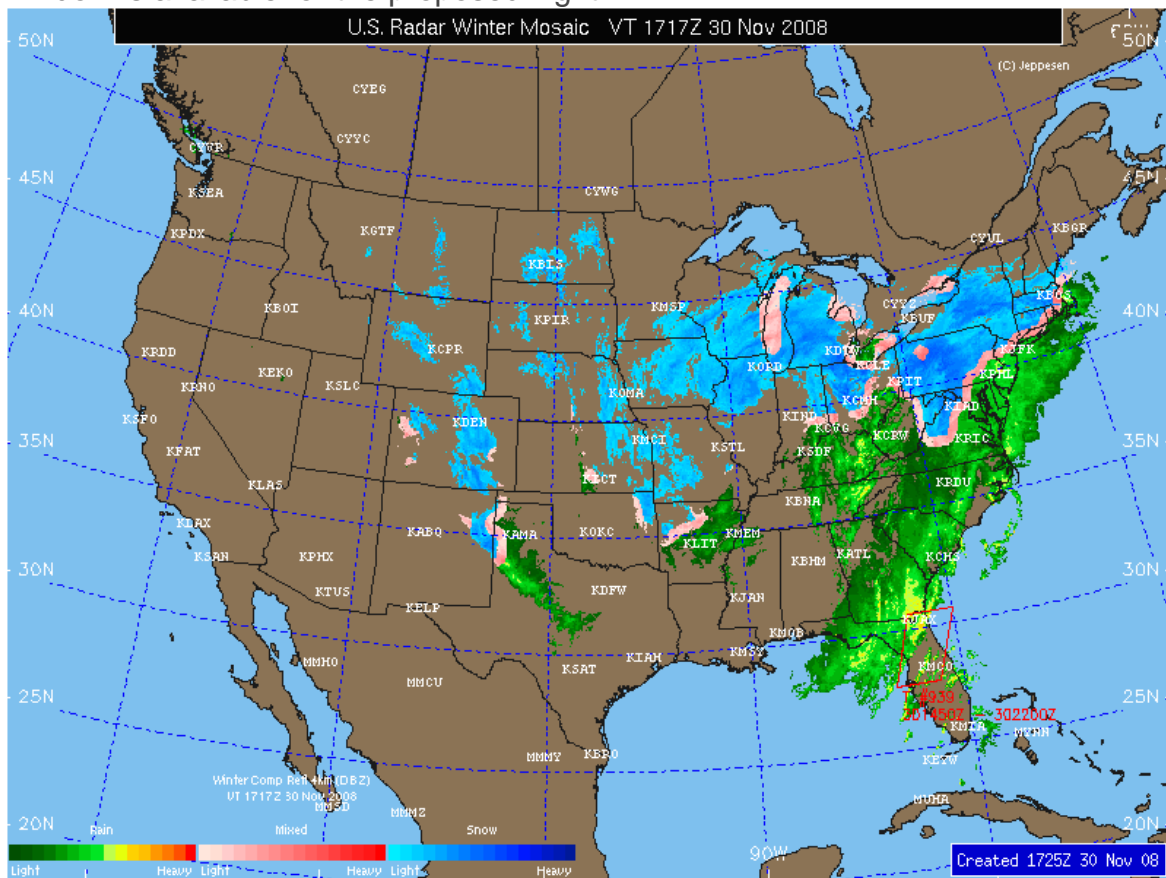 U.S. Radar Winter Mosaic VT 1717Z 30 Nov 2008
50N
50N
(C) Jeppesen
CYEG
CYYC
CYVR
45N
45N
KSEA
CYWG
KBGR
KPDX
KGTF
CYUL
KBIS
40N
KBOI
KPIR
KMSP
CYYZ
KBUF
KBOS
40N
KRDD
KCPR
KDTW
KCLE
KJFK
KEKO
KORD
KPIT
KPHL
KRNO
KSLC
KOMA
KCMH
KIAD
35N
KSFO
KDEN
KIND
KCVG
KRIC
35N
KFAT
KMCI
KSTL
KSDF
KCRW
KLAS
KICT
KBNA
KRDU
30N
KLAX
KABQ
KAMA
KOKC
KLIT
KMEM
KSAN
KPHX
KBHM
KATL
KCHS
30N
KTUS
KELP
KDFW
KJAN
KJAX
KMOB
25N
MMHO
KSAT
KIAH
KMSY
KMCO
25N
MMCU
T #939
301450Z - 302200Z
KMIA
MYNN
MMMY
KBRO
KEYW
Winter Comp Refl 4km (DBZ)
VT 1717Z 30 Nov 2008
MMSD
MMMZ
MUHA
20N
Rain
Mixed
Snow
20N
90W
Light
Heavy
Light
Heavy
Created 1725Z 30 Nov 08